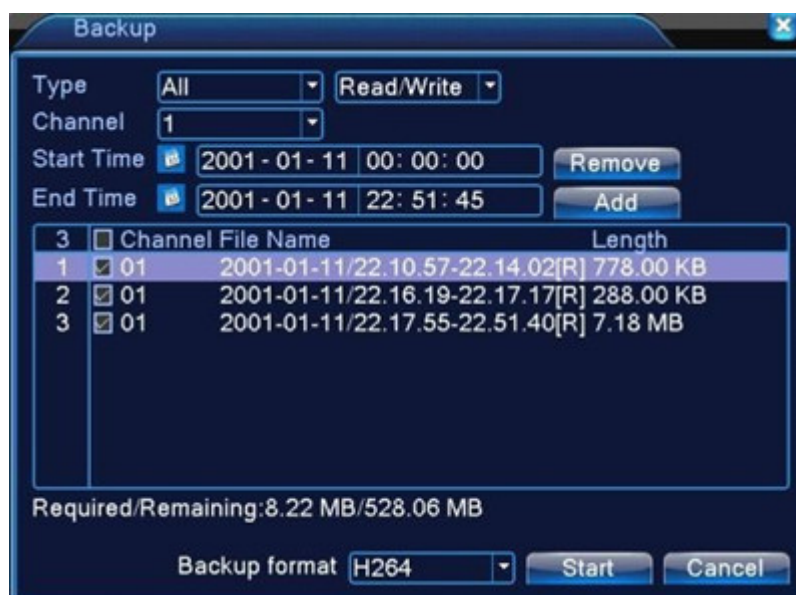 Backup
Type All Read/Write
Channel 1
Start Time 2001 - 01 - 11 00: 00: 00 Remove
End Time 2001 - 01 - 11 22: 51: 45 Add
3 Channel File Name Length
1 01 2001-01-11/22.10.57-22.14.02[R] 778.00 KB
2 01 2001-01-11/22.16.19-22.17.17[R] 288.00 KB
3 01 2001-01-11/22.17.55-22.51.40[R] 7.18 MB
Required/Remaining:8.22 MB/528.06 MB
Backup format H264 Start Cancel